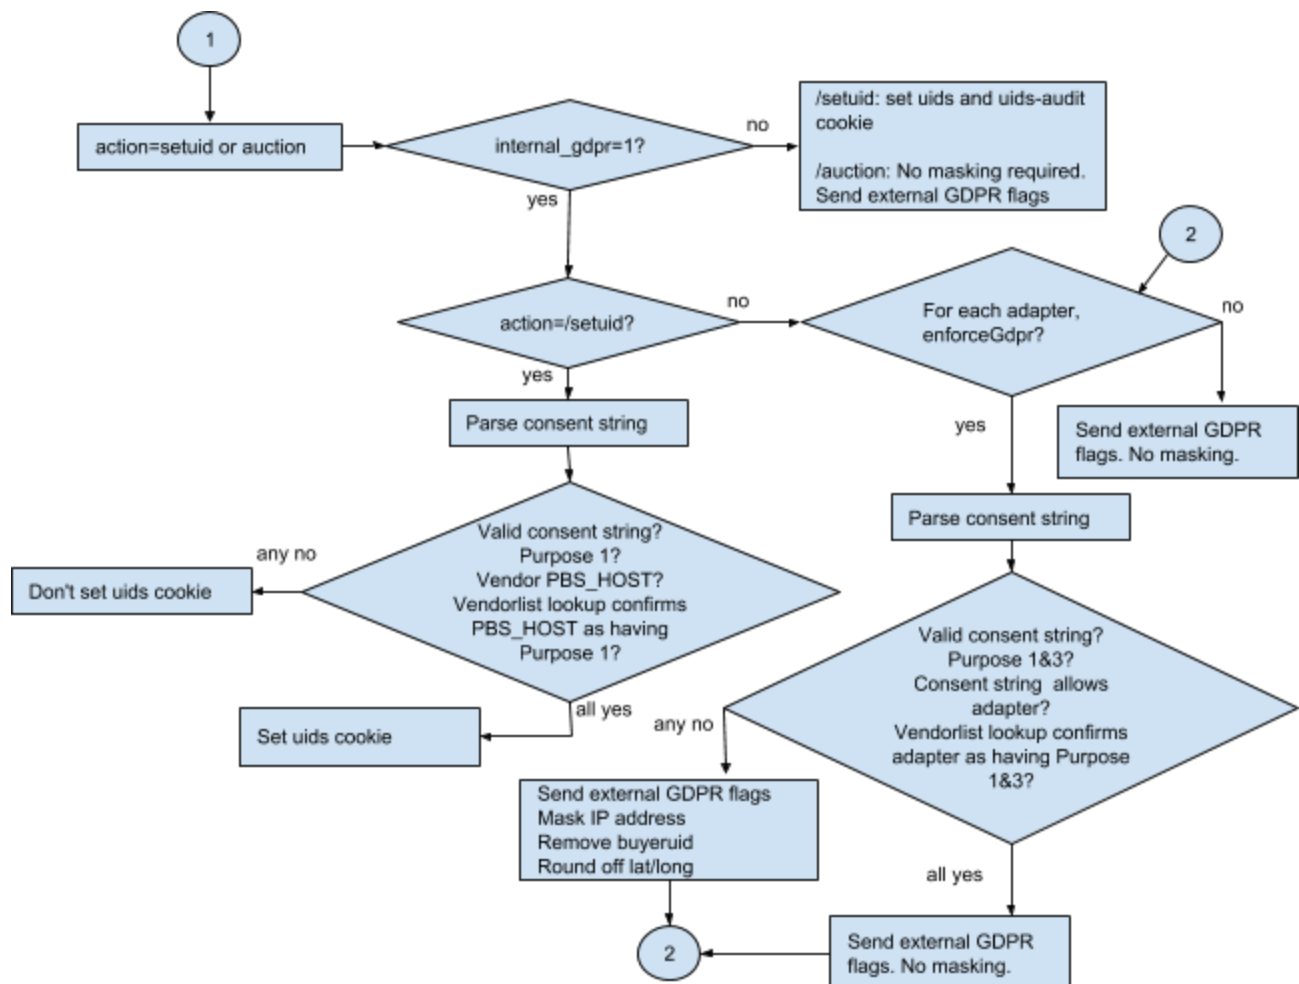 1
action=setuid or auction
internal_gdpr=1?
no
/setuid: set uids and uids-audit
cookie
/auction: No masking required.
Send external GDPR flags
yes
2
action=/setuid?
no
For each adapter,
enforceGdpr?
no
yes
Parse consent string
yes
Send external GDPR
flags. No masking.
Parse consent string
Valid consent string?
Purpose 1?
Vendor PBS_HOST?
Vendorlist lookup confirms
PBS_HOST as having
Purpose 1?
any no
Don't set uids cookie
all yes
Set uids cookie
Valid consent string?
Purpose 1&3?
Consent string allows
adapter?
Vendorlist lookup confirms
adapter as having Purpose
1&3?
any no
Send external GDPR flags
Mask IP address
Remove buyeruid
Round off lat/long
all yes
Send external GDPR
flags. No masking.
2